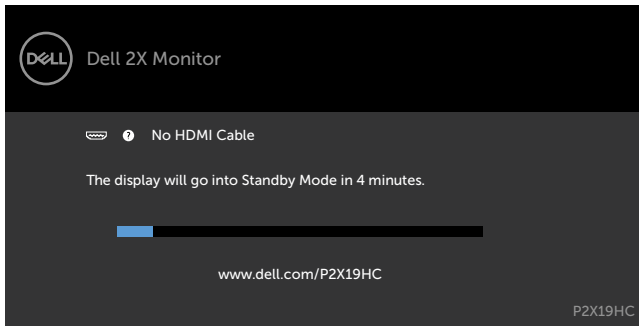 DELL
Dell 2X Monitor
? No HDMI Cable
The display will go into Standby Mode in 4 minutes.
www.dell.com/P2X19HC
P2X19HC